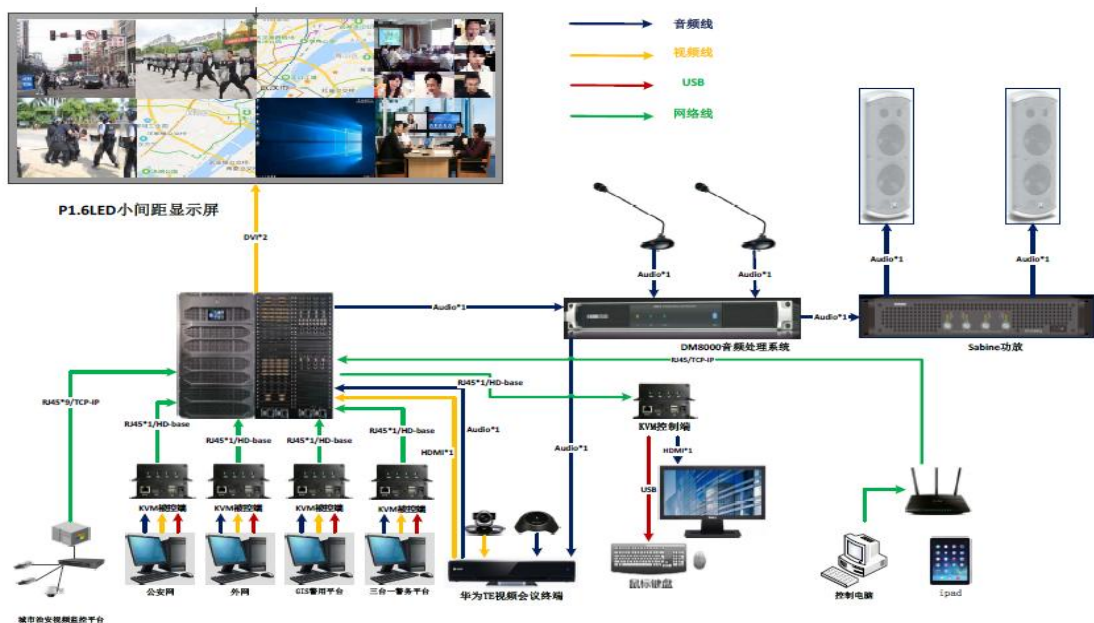 音频线
视频线
USB
网络线
P1.6LED小间距显示屏
DVI*2
Audio*1
Audio*1
Audio*1
Audio*1
Audio*1
Audio*1
DM8000音频处理系统
Sabine功放
RJ45/TCP-IP
RJ45*9/TCP-IP
RJ45*1/HD-base
RJ45*1/HD-base
RJ45*1/HD-base
RJ45*1/HD-base
RJ45*1/HD-base
Audio*1
HDMI*1
Audio*1
KVM控制端
HDMI*1
USB
KVM被控端
KVM被控端
KVM被控端
KVM被控端
公安网
外网
GIS警用平台
三台一警务平台
华为TE视频会议终端
鼠标键盘
控制电脑
ipad
城市治安视频监控平台